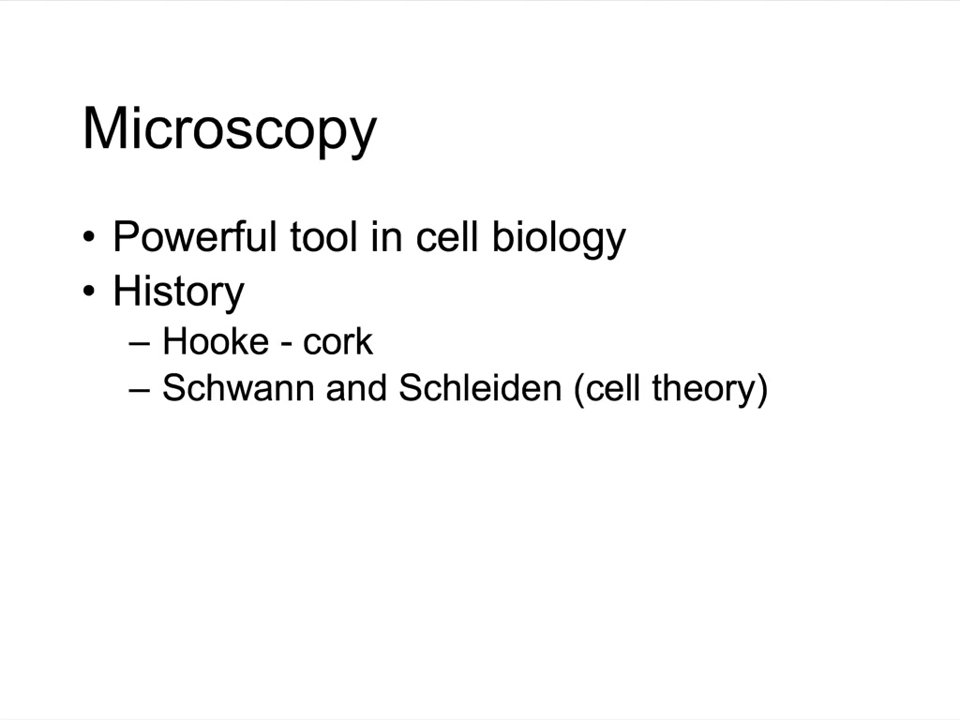 Microscopy
• Powerful tool in cell biology
• History
– Hooke - cork
– Schwann and Schleiden (cell theory)